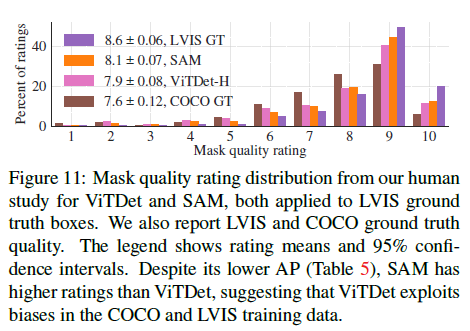 Percent of ratings
40
20
0
8.6 ± 0.06, LVIS GT
8.1 ± 0.07, SAM
7.9 ± 0.08, ViTDet-H
7.6 ± 0.12, COCO GT
1 2 3 4 5 6 7 8 9 10
Mask quality rating
Figure 11: Mask quality rating distribution from our human
study for ViTDet and SAM, both applied to LVIS ground
truth boxes. We also report LVIS and COCO ground truth
quality. The legend shows rating means and 95% confi-
dence intervals. Despite its lower AP (Table 5), SAM has
higher ratings than ViTDet, suggesting that ViTDet exploits
biases in the COCO and LVIS training data.